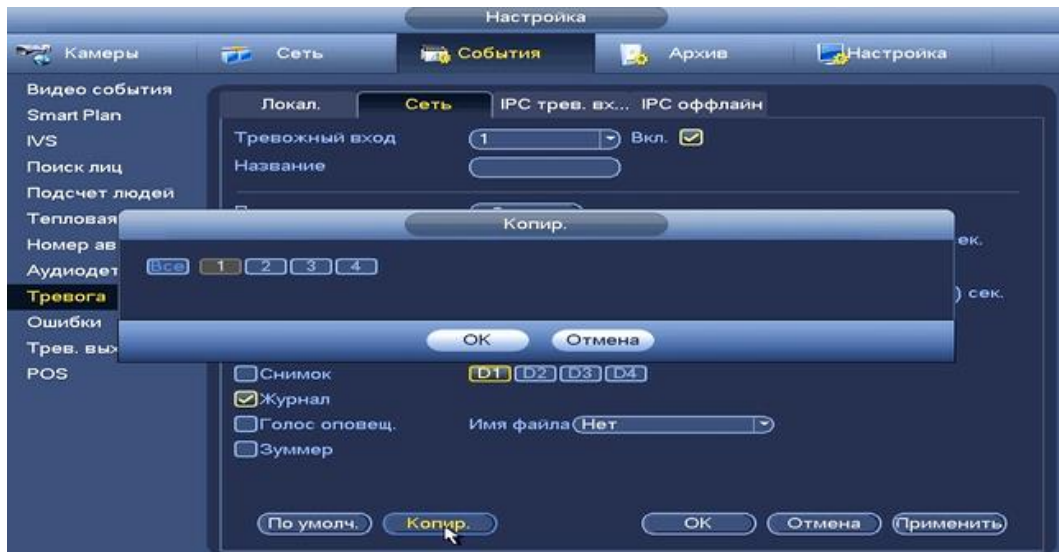 Настройка
Камеры Сеть События Архив Настройка
Видео события
Smart Plan
IVS
Поиск лиц
Подсчет людей
Тепловая
Номер ав
Аудиодет
Тревога
Ошибки
Трев. вых
POS
Локал. Сеть IPC трев. вх... IPC оффлайн
Тревожный вход 1 Вкл.
Название
Копир.
ек.
Все 1 2 3 4
) сек.
OK Отмена
Снимок D1 D2 D3 D4
Журнал
Голос оповещ. Имя файла Нет
Зуммер
По умолч. Копир. OK Отмена Применить